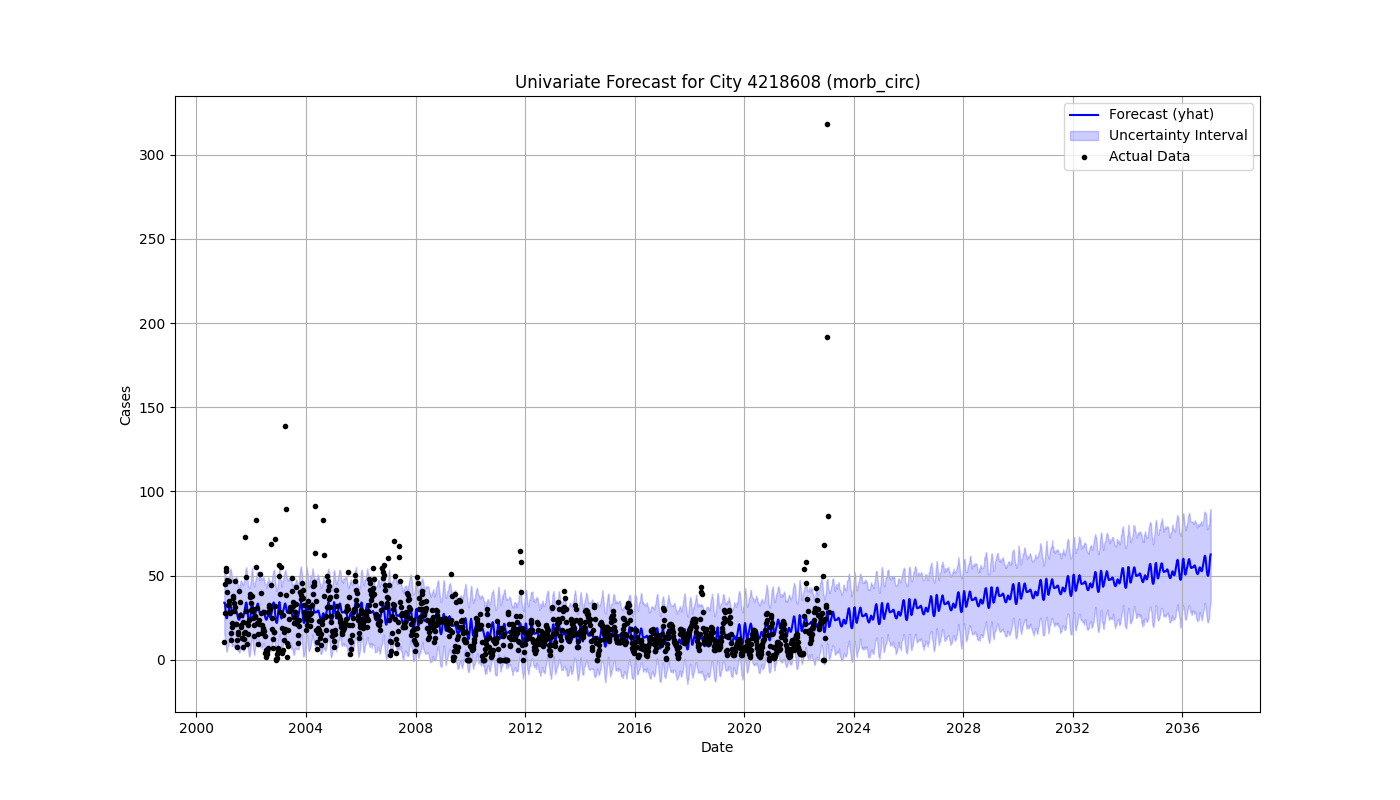 Univariate Forecast for City 4218608 (morb_circ)
Forecast (yhat)
Uncertainty Interval
Actual Data
300
250
200
150
100
50
0
Cases
2000 2004 2008 2012 2016 2020 2024 2028 2032 2036
Date